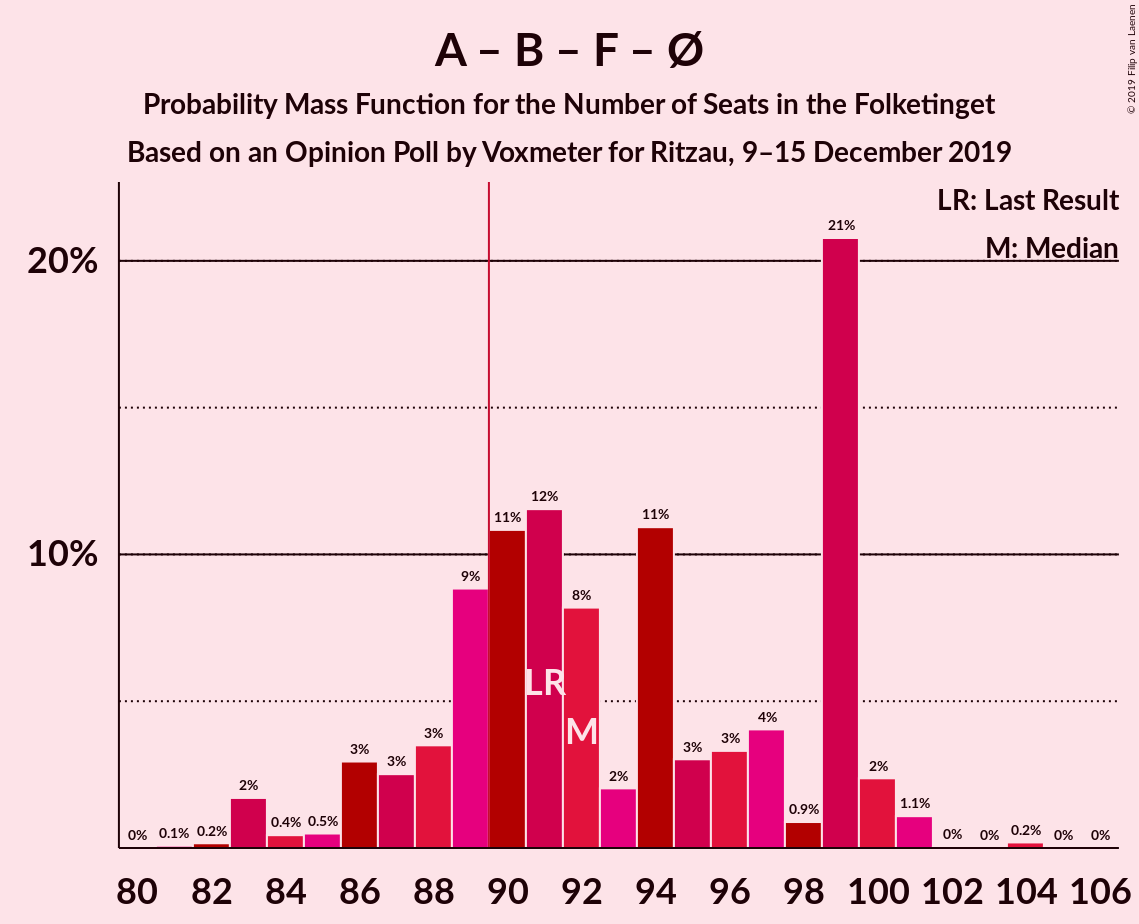 A – B – F – Ø
Probability Mass Function for the Number of Seats in the Folketinget
Based on an Opinion Poll by Voxmeter for Ritzau, 9–15 December 2019
© 2019 Filip van Laenen
LR: Last Result
M: Median
20%
10%
0% 0.1% 0.2% 2% 0.4% 0.5% 3% 3% 3% 9% 11% 12% 8% 2% 11% 3% 3% 4% 0.9% 21% 2% 1.1% 0% 0% 0.2% 0% 0%
LR
M
80 82 84 86 88 90 92 94 96 98 100 102 104 106